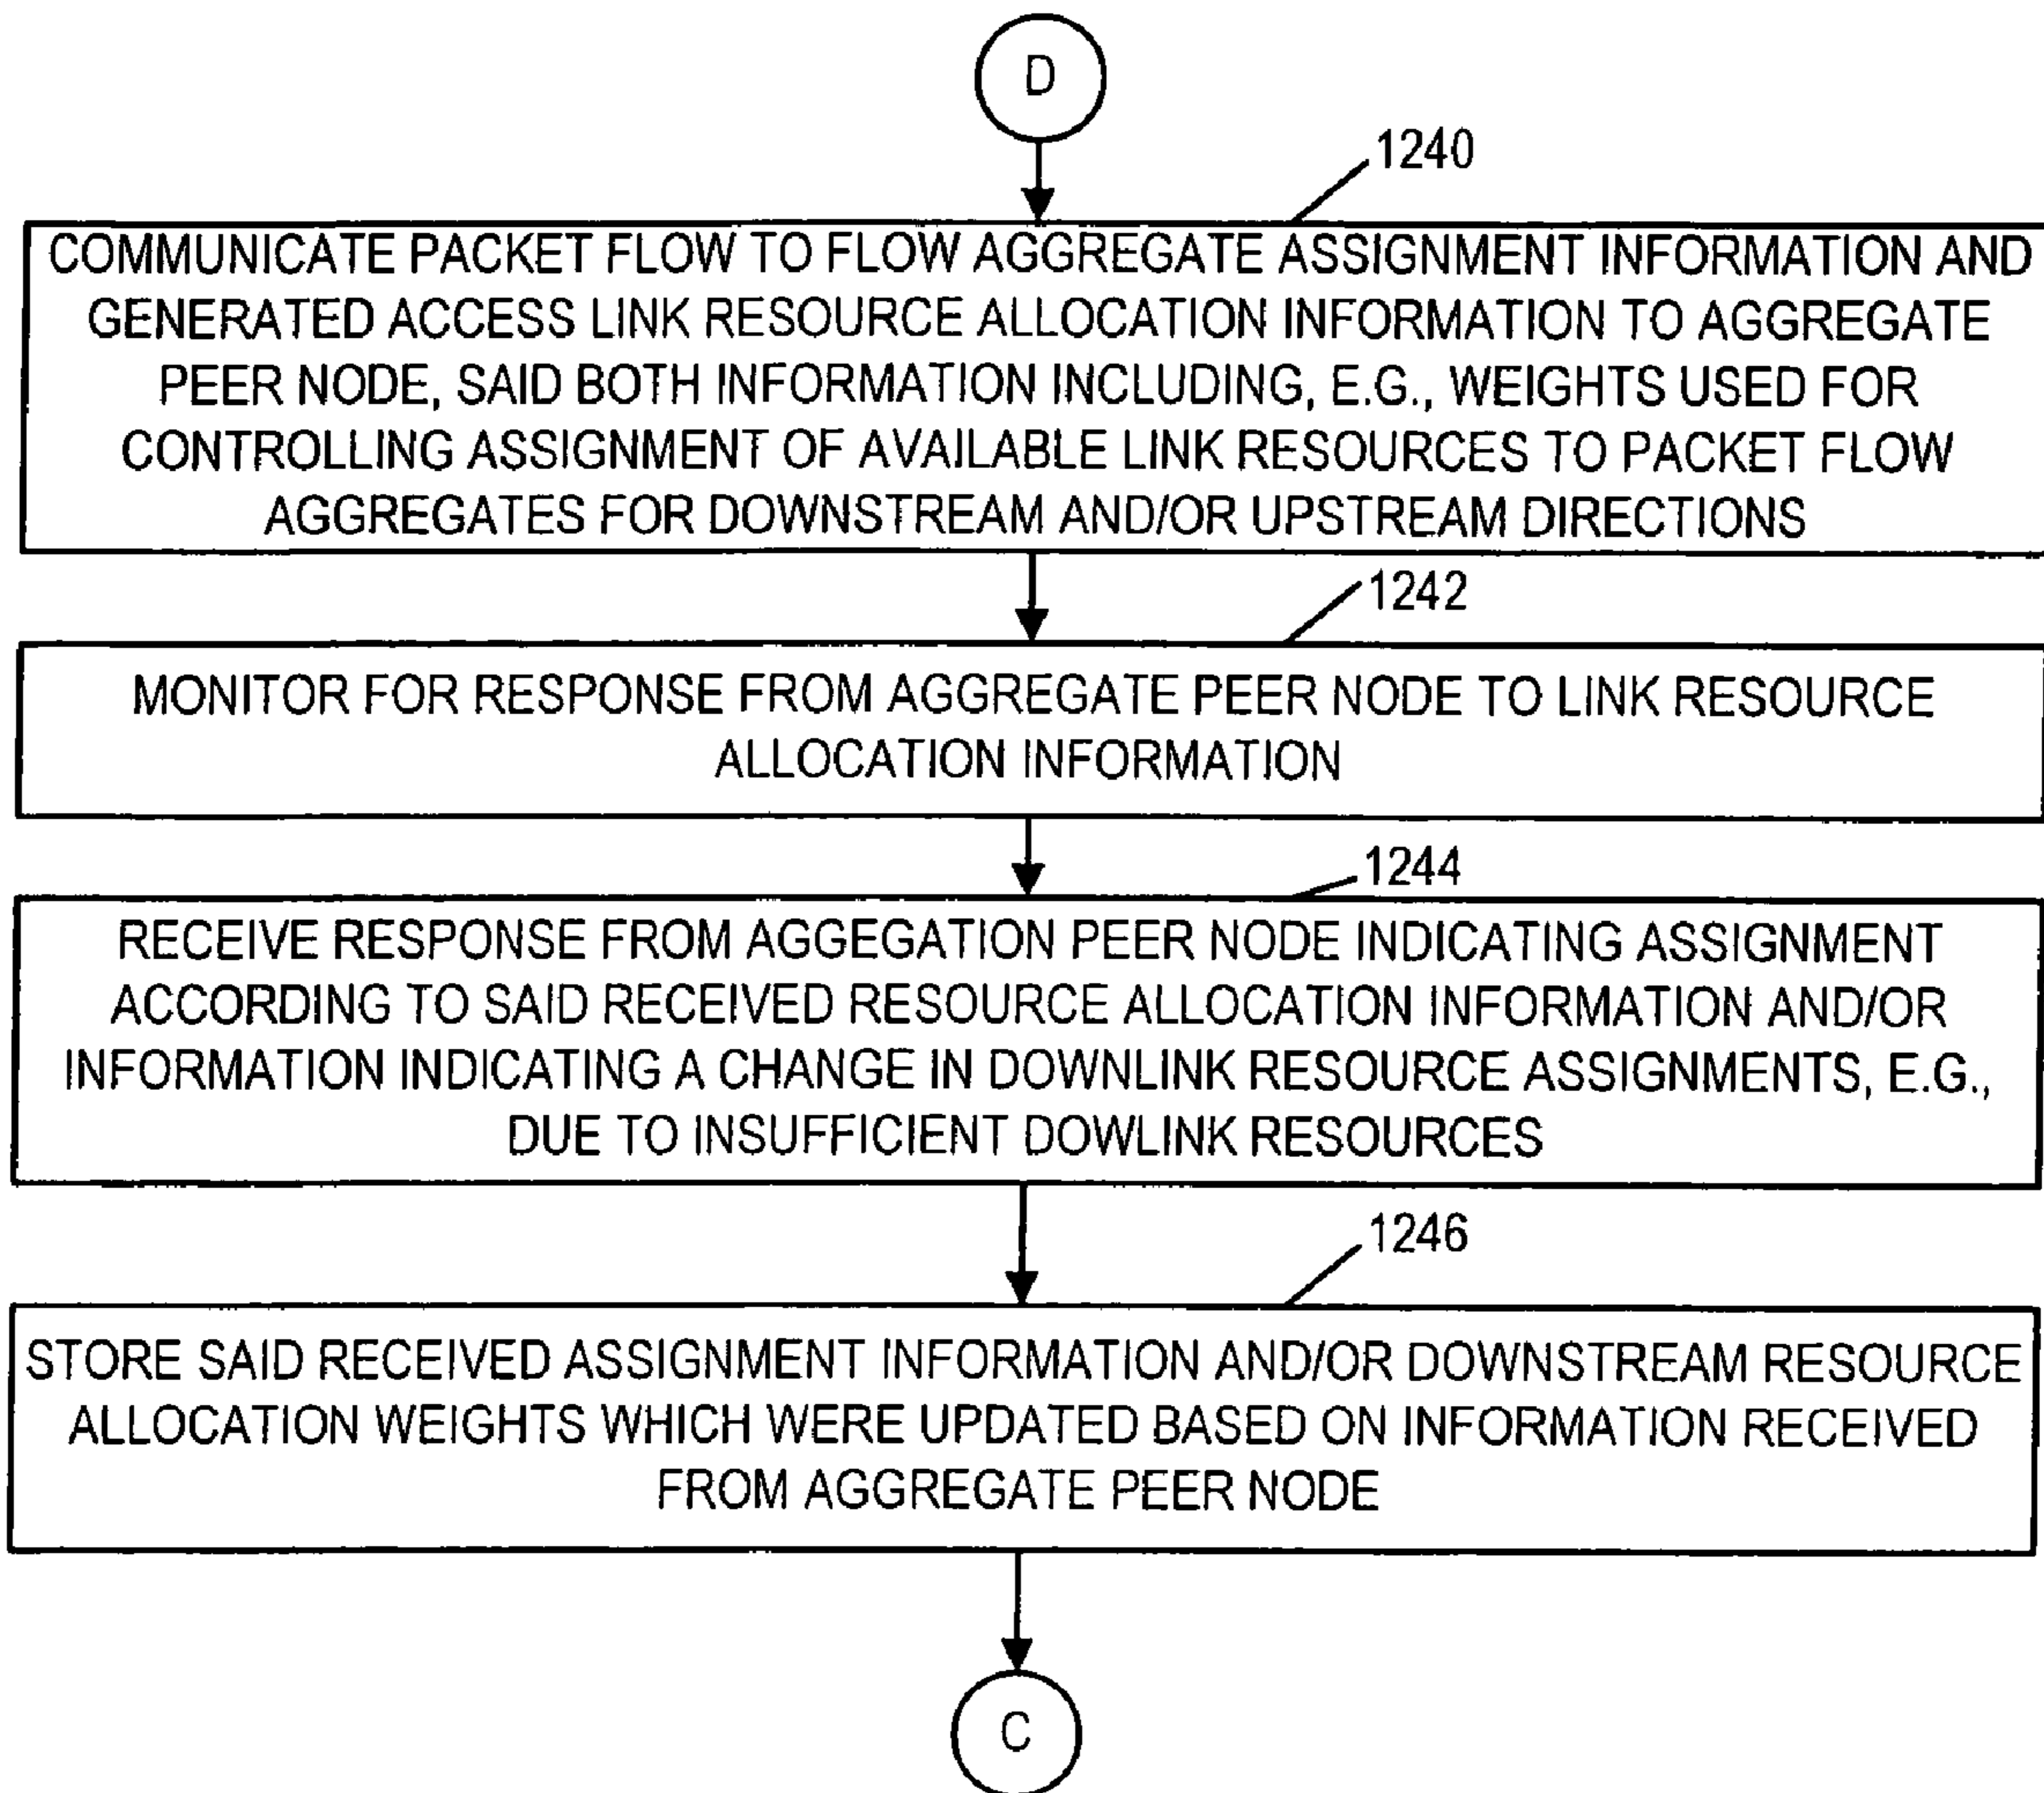 D
1240
COMMUNICATE PACKET FLOW TO FLOW AGGREGATE ASSIGNMENT INFORMATION AND
GENERATED ACCESS LINK RESOURCE ALLOCATION INFORMATION TO AGGREGATE
PEER NODE, SAID BOTH INFORMATION INCLUDING, E.G., WEIGHTS USED FOR
CONTROLLING ASSIGNMENT OF AVAILABLE LINK RESOURCES TO PACKET FLOW
AGGREGATES FOR DOWNSTREAM AND/OR UPSTREAM DIRECTIONS
1242
MONITOR FOR RESPONSE FROM AGGREGATE PEER NODE TO LINK RESOURCE
ALLOCATION INFORMATION
1244
RECEIVE RESPONSE FROM AGGEGATION PEER NODE INDICATING ASSIGNMENT
ACCORDING TO SAID RECEIVED RESOURCE ALLOCATION INFORMATION AND/OR
INFORMATION INDICATING A CHANGE IN DOWNLINK RESOURCE ASSIGNMENTS, E.G.,
DUE TO INSUFFICIENT DOWLINK RESOURCES
1246
STORE SAID RECEIVED ASSIGNMENT INFORMATION AND/OR DOWNSTREAM RESOURCE
ALLOCATION WEIGHTS WHICH WERE UPDATED BASED ON INFORMATION RECEIVED
FROM AGGREGATE PEER NODE
C